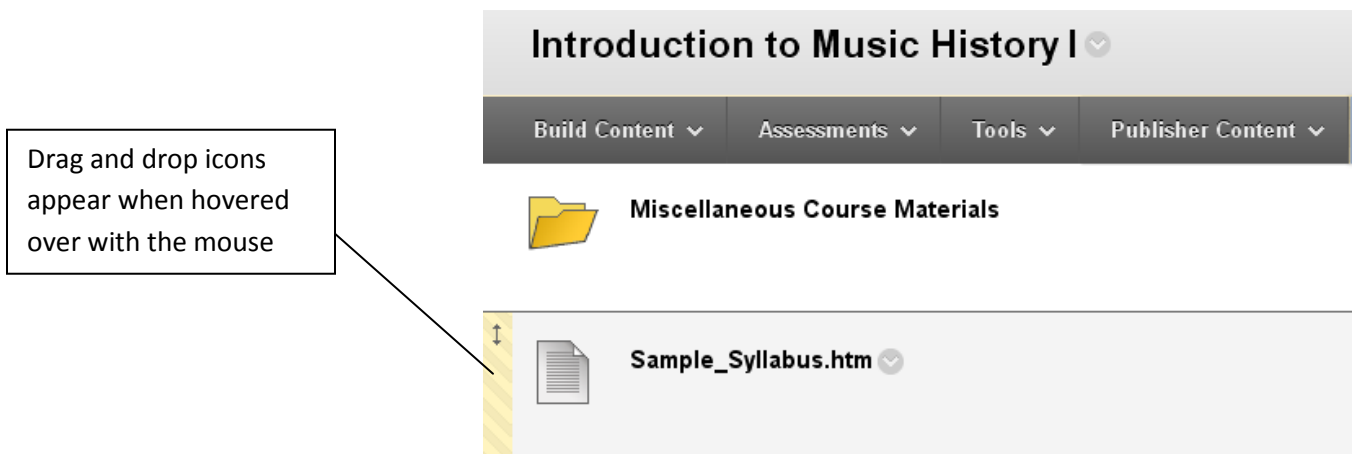 Introduction to Music History I
Build Content Assessments Tools Publisher Content
Drag and drop icons
appear when hovered
over with the mouse
Miscellaneous Course Materials
Sample_Syllabus.htm